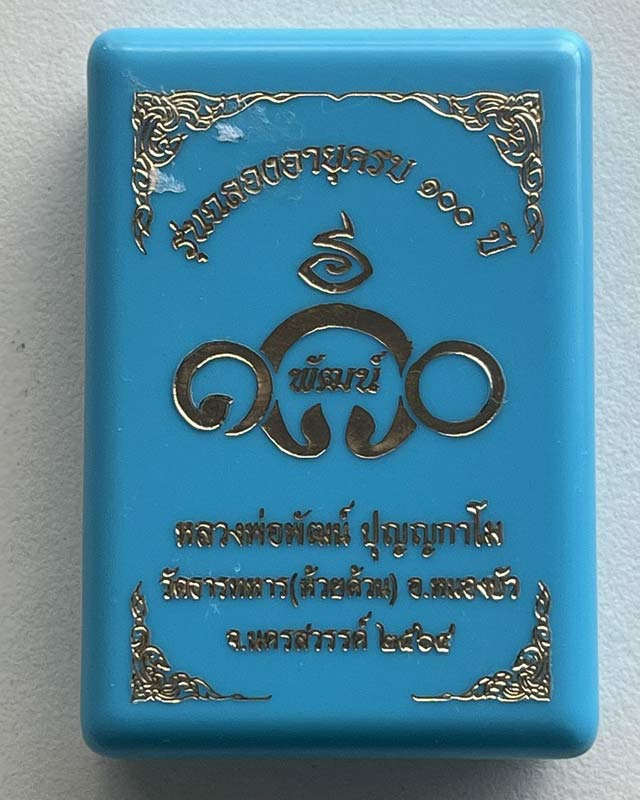 รุ่นฉลองอายุครบ ๑๐๐ ปี
๑๐๐
พัฒน์
หลวงพ่อพัฒน์ ปุญญกาโม
วัดธารทหาร(ห้วยด้วน) อ.หนองบัว
จ.นครสวรรค์ ๒๕๖๔